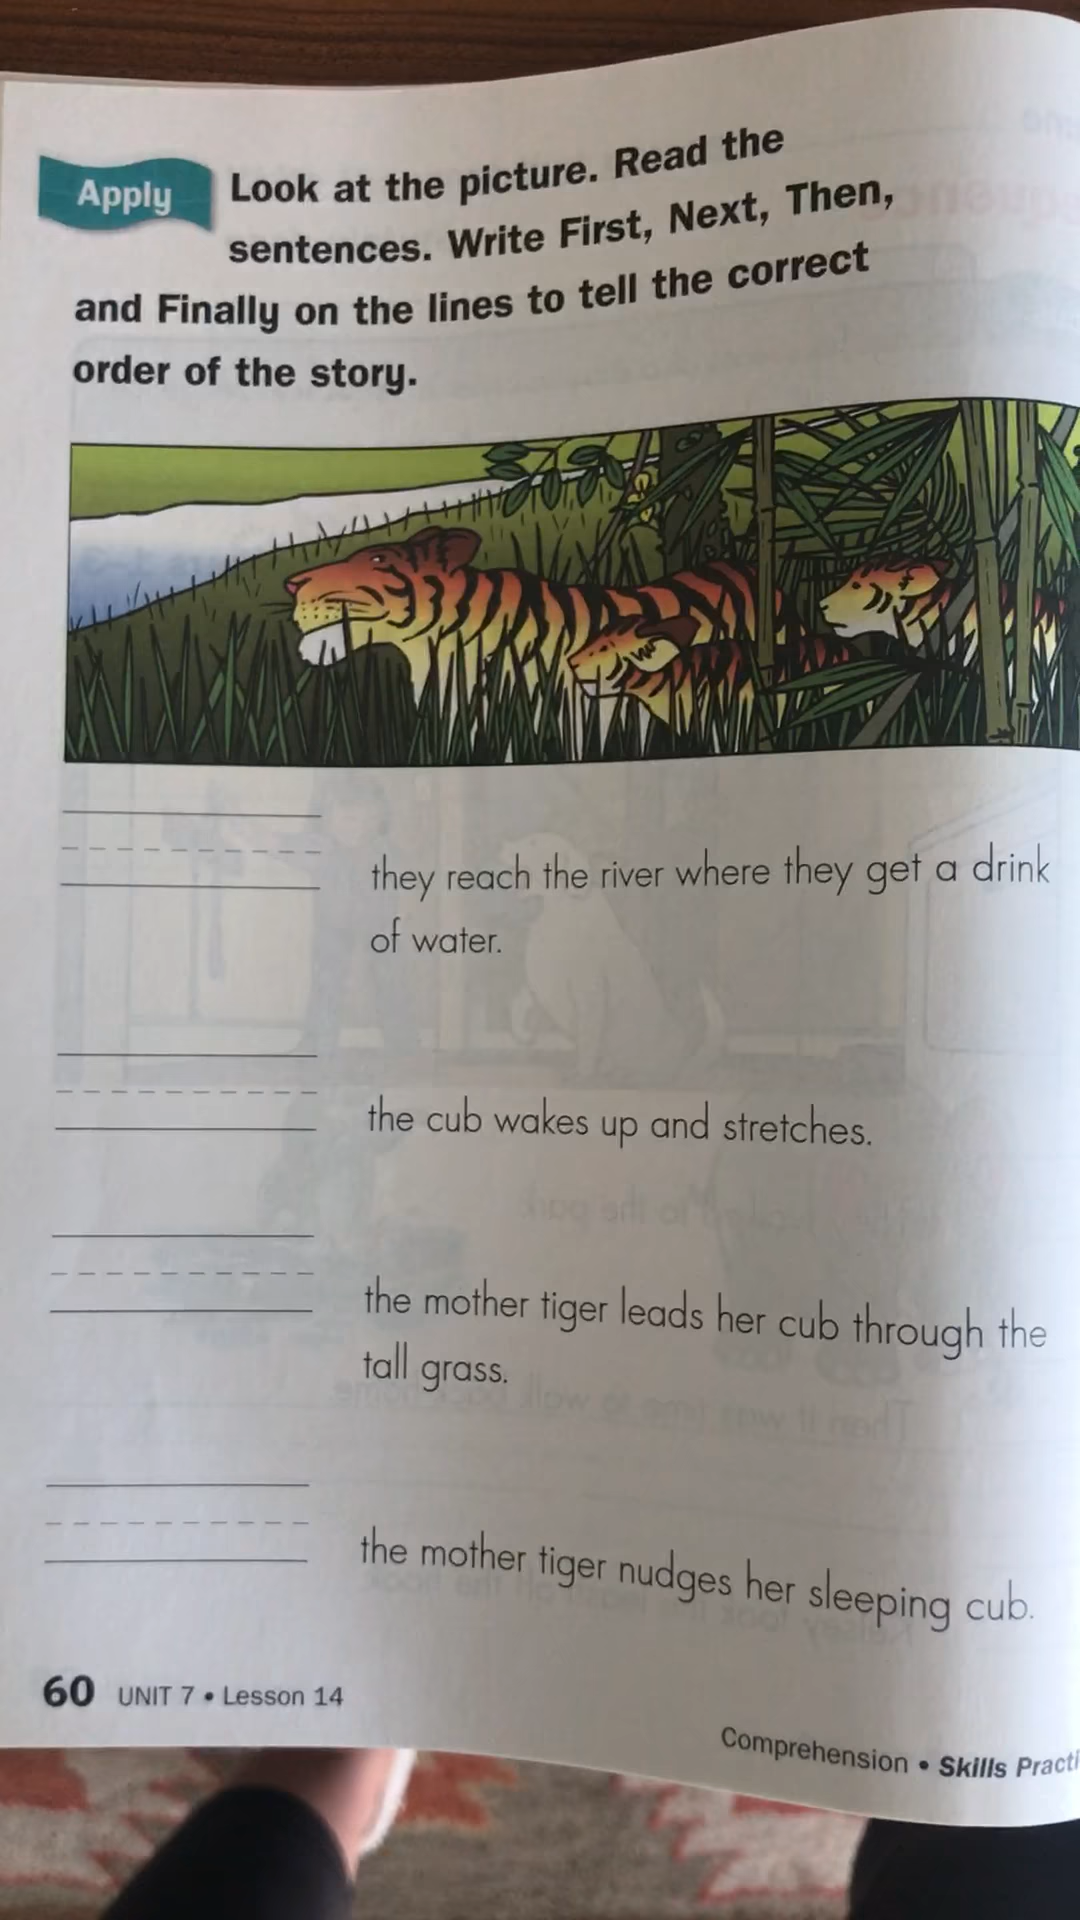 Apply
Look at the picture. Read the
sentences. Write First, Next, Then,
and Finally on the lines to tell the correct
order of the story.
they reach the river where they get a drink
of water.
the cub wakes up and stretches.
the mother tiger leads her cub through the
tall grass.
the mother tiger nudges her sleeping cub.
60 UNIT 7 • Lesson 14
Comprehension • Skills